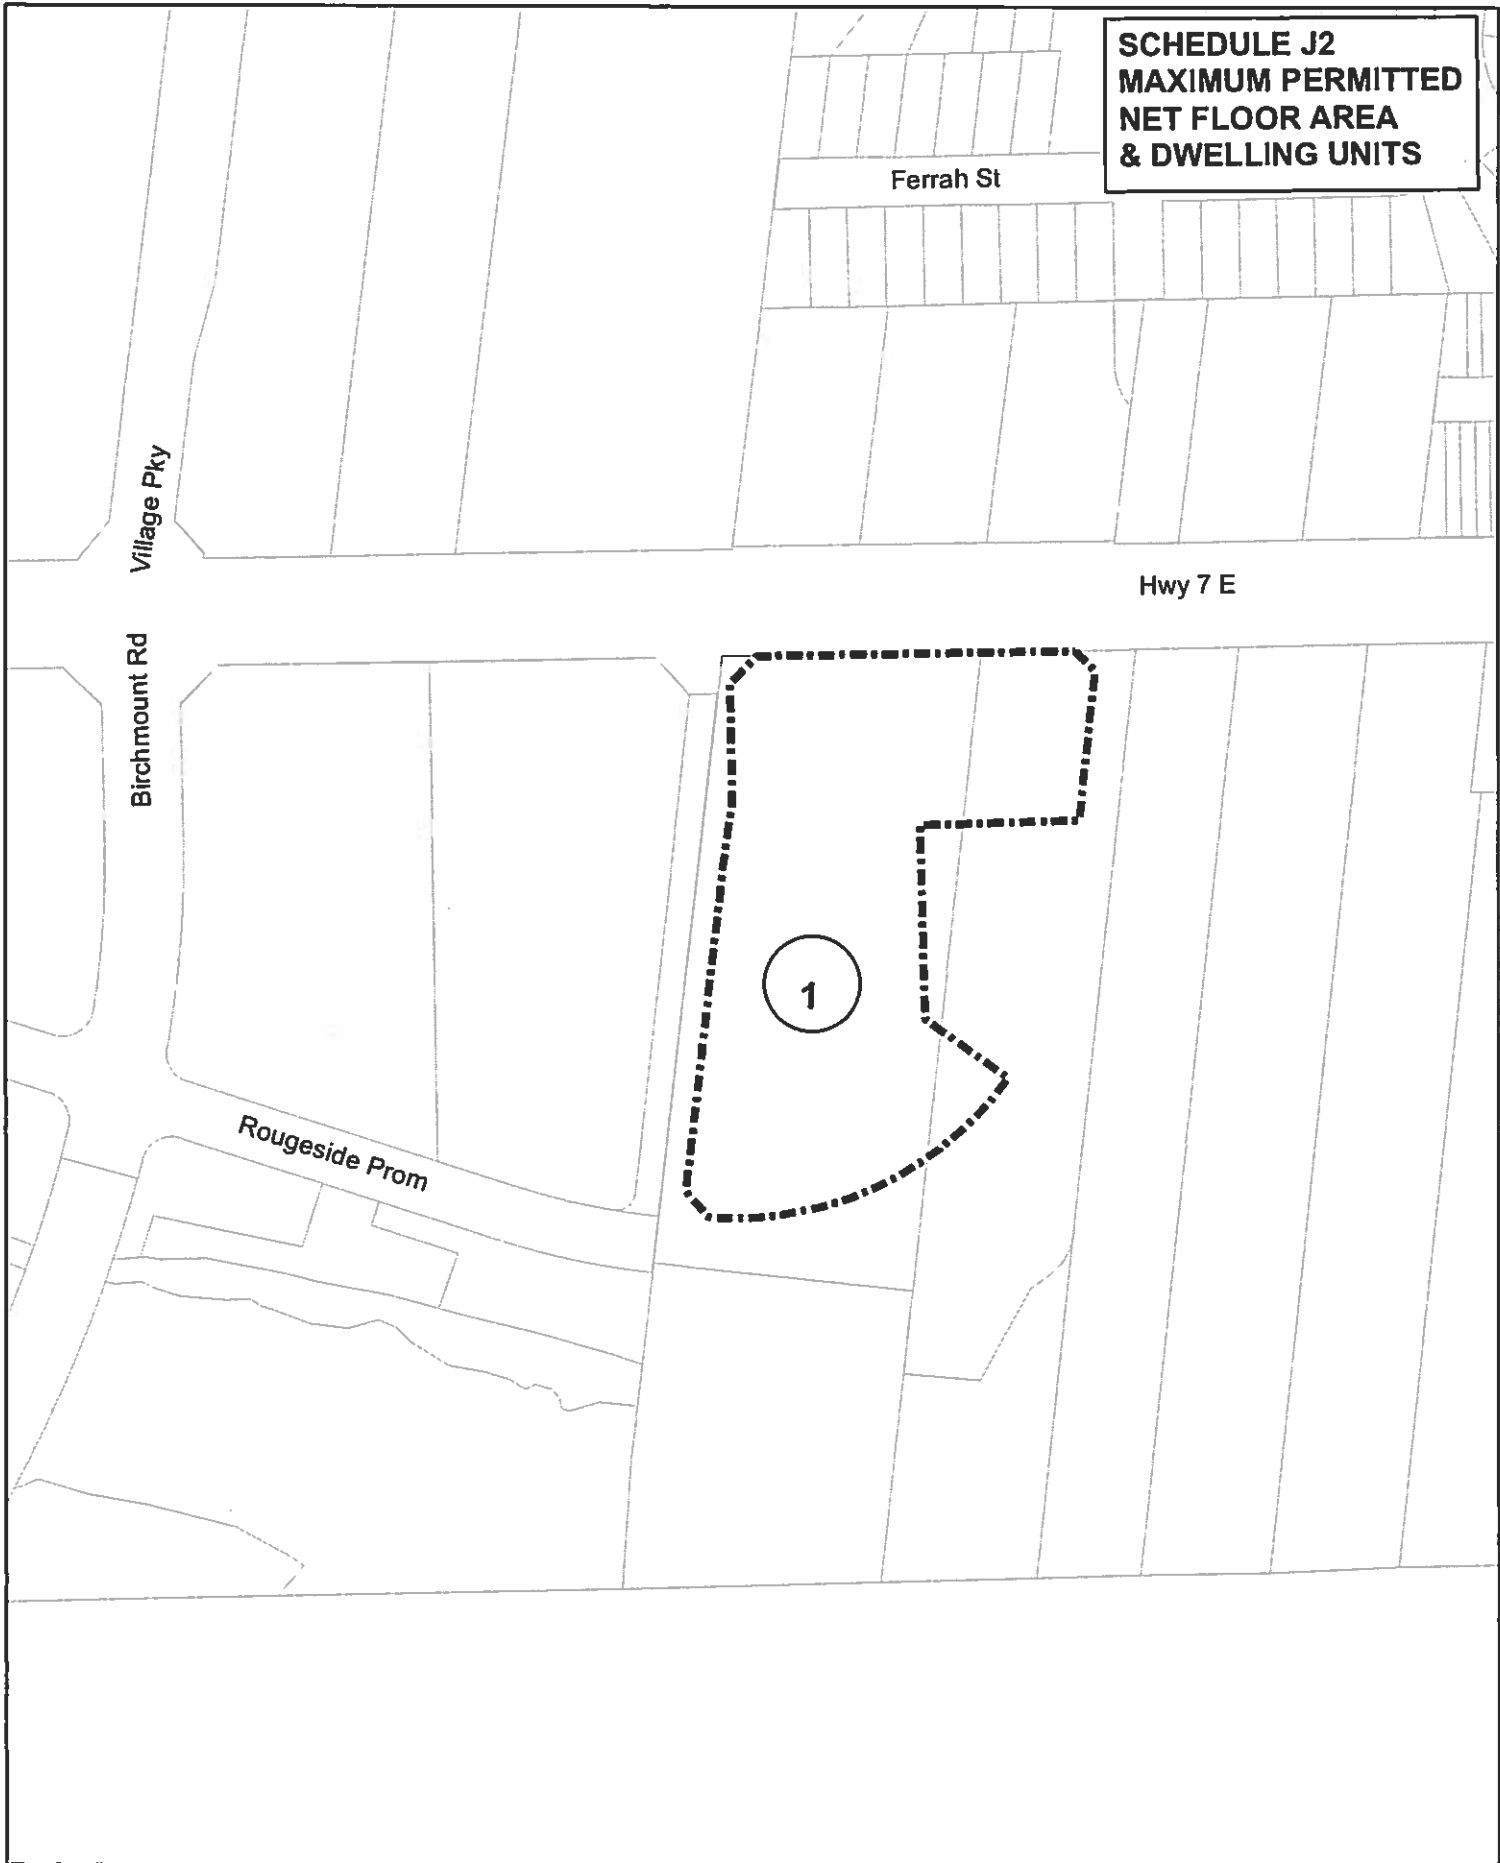 SCHEDULE J2
MAXIMUM PERMITTED
NET FLOOR AREA
& DWELLING UNITS
Ferrah St
Village Pky
Hwy 7 E
Birchmount Rd
1
Rougeside Prom